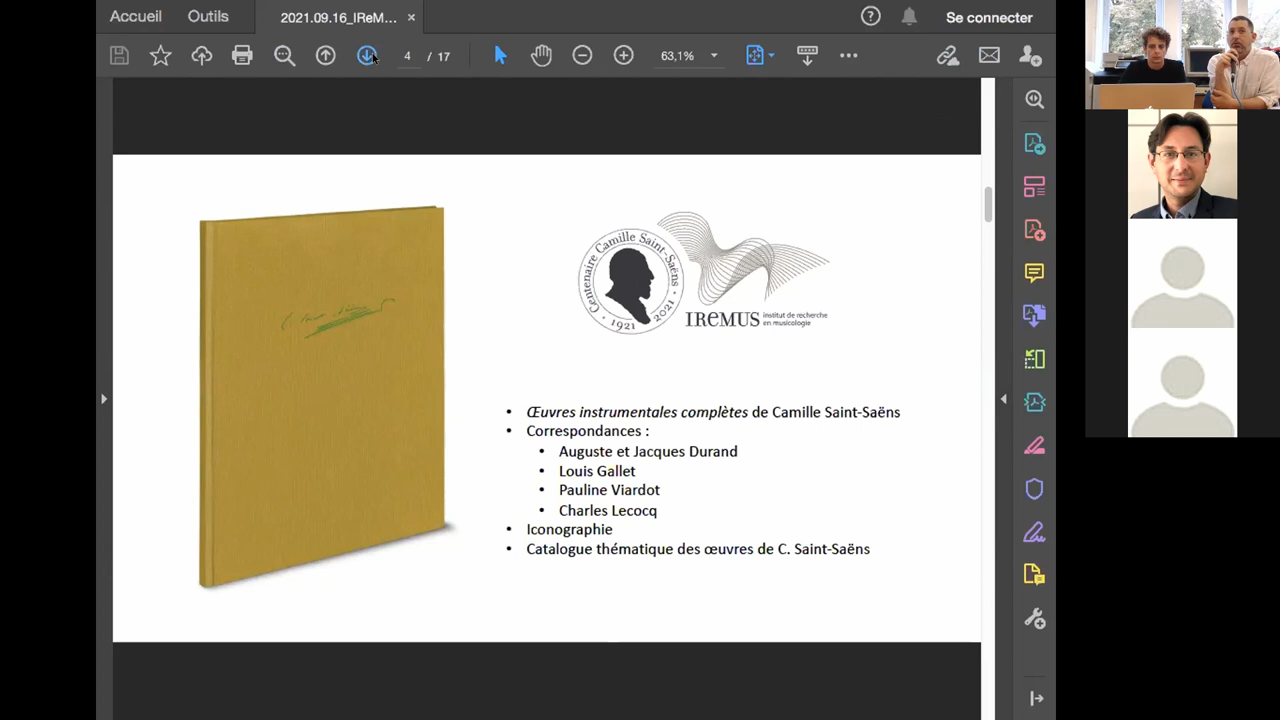 Accueil
Outils
2021.09.16_IReM...
Se connecter
4 / 17
63,1%
Centenaire Camille Saint-Saëns
1921 2021
IReMUS institut de recherche
en musicologie
• Œuvres instrumentales complètes de Camille Saint-Saëns
• Correspondances :
• Auguste et Jacques Durand
• Louis Gallet
• Pauline Viardot
• Charles Lecocq
• Iconographie
• Catalogue thématique des œuvres de C. Saint-Saëns